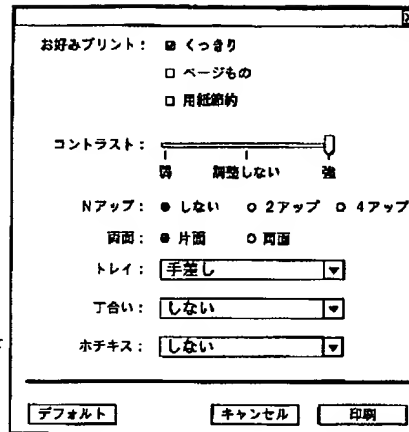 お好みプリント： くっきり
ページもの
用紙節約
コントラスト：
弱 調整しない 強
Nアップ： しない 2アップ 4アップ
両面： 片面 両面
トレイ： 手差し
丁合い： しない
ホチキス： しない
デフォルト キャンセル 印刷